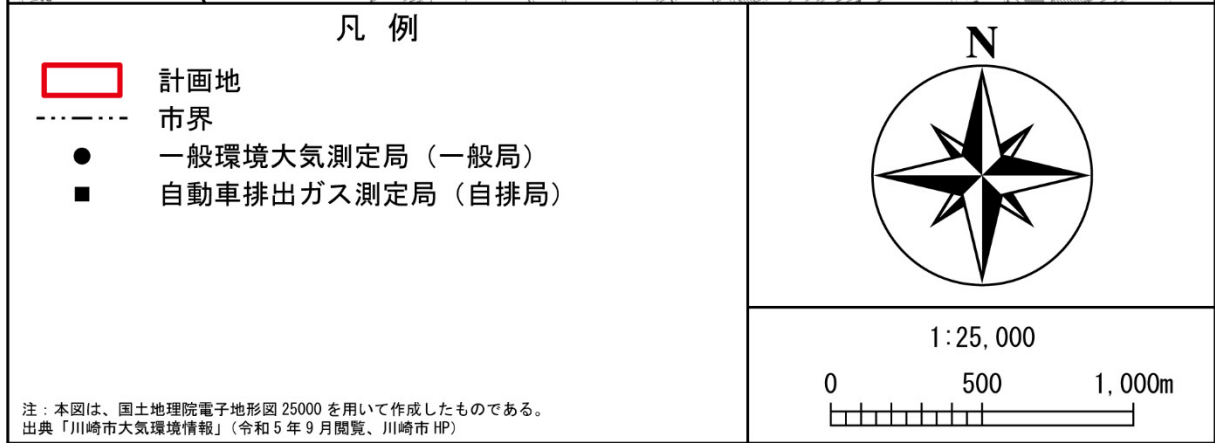 凡 例
計画地
市界
一般環境大気測定局（一般局）
自動車排出ガス測定局（自排局）
注：本図は、国土地理院電子地形図 25000 を用いて作成したものである。
出典「川崎市大気環境情報」（令和 5 年 9 月閲覧、川崎市 HP）
N
1:25,000
0 500 1,000m